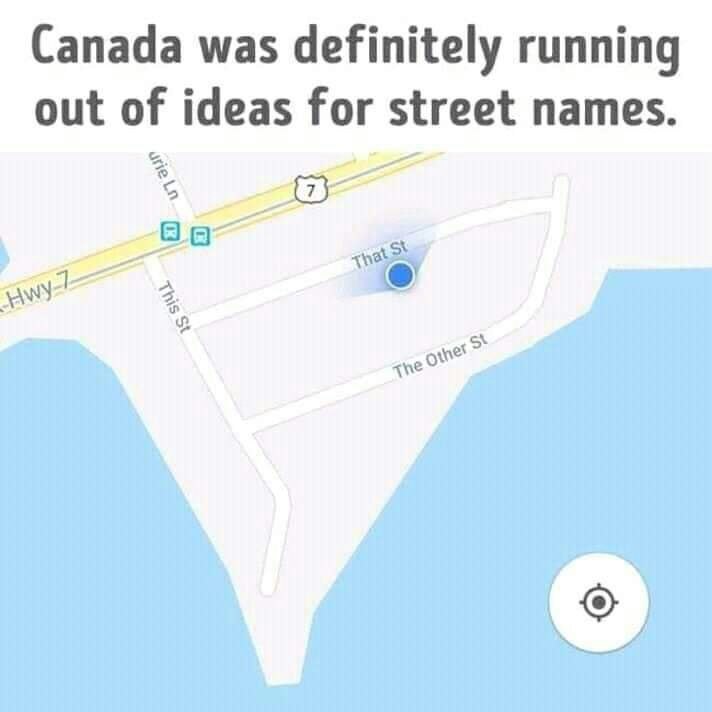 Canada was definitely running
out of ideas for street names.
urie Ln
7
Hwy 7
That St
This St
The Other St